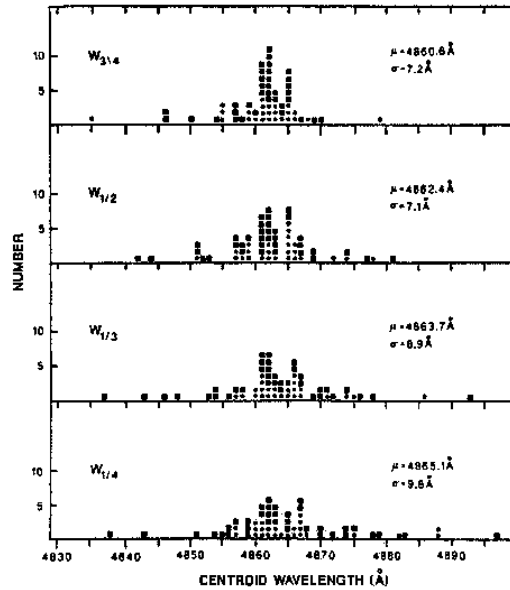 W3/4
μ=4860.6Å
σ=7.2Å
10
5
W1/2
μ=4862.4Å
σ=7.1Å
10
5
NUMBER
W1/3
μ=4863.7Å
σ=8.9Å
10
5
W1/4
μ=4865.1Å
σ=9.6Å
10
5
4830 4840 4850 4860 4870 4880 4890
CENTROID WAVELENGTH (Å)